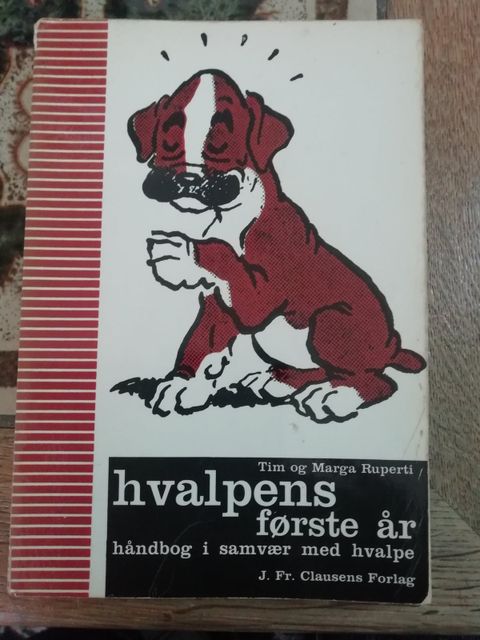 Tim og Marga Ruperti
hvalpens
første år
håndbog i samvær med hvalpe
J. Fr. Clausens Forlag